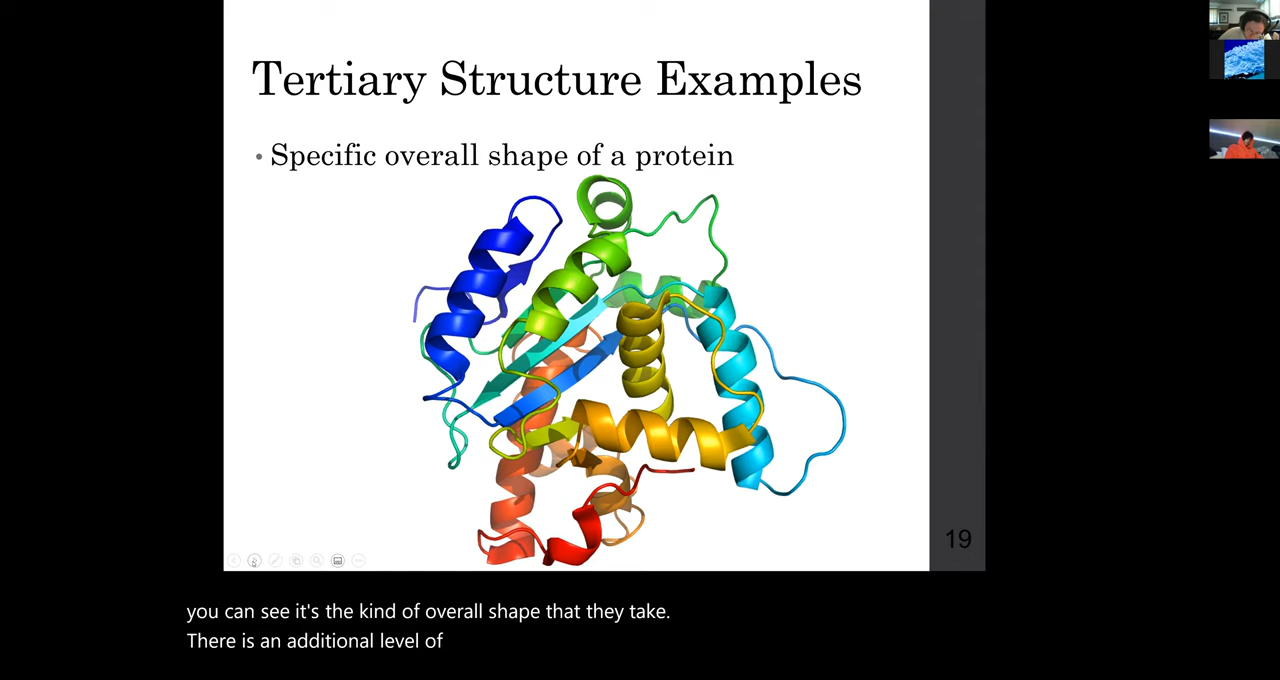 Tertiary Structure Examples
• Specific overall shape of a protein
19
you can see it's the kind of overall shape that they take.
There is an additional level of